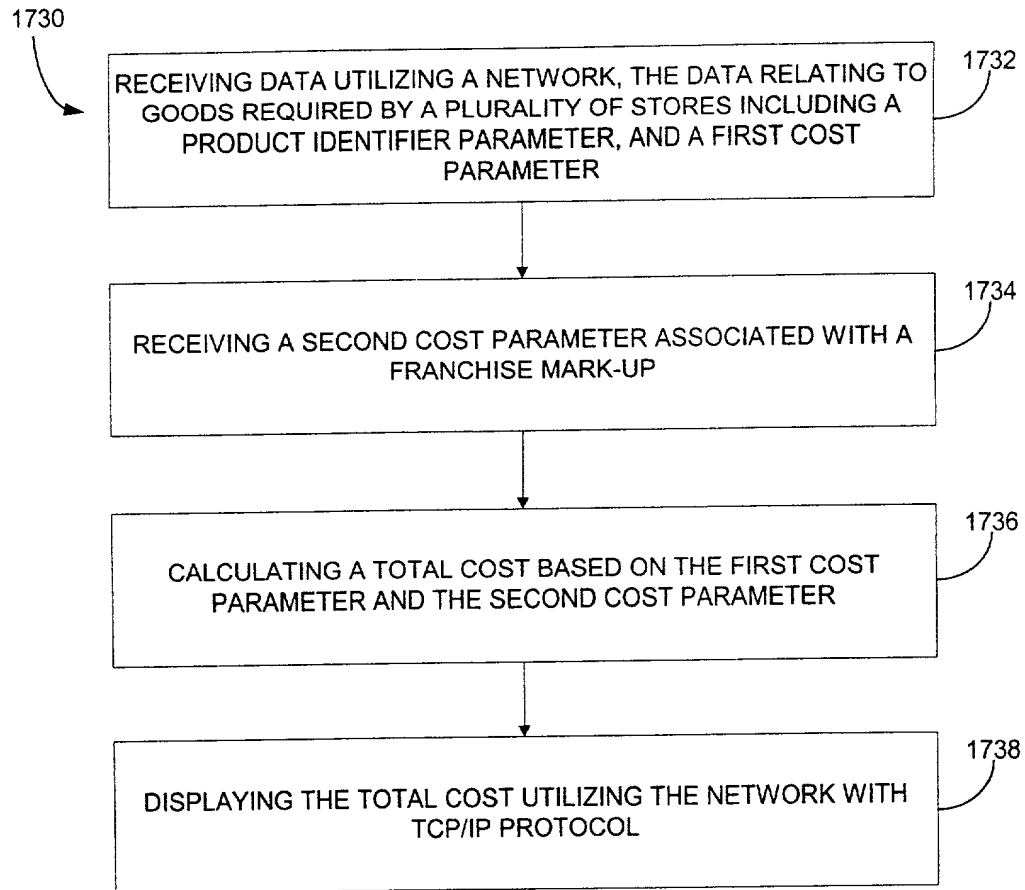 1730
1732
RECEIVING DATA UTILIZING A NETWORK, THE DATA RELATING TO
GOODS REQUIRED BY A PLURALITY OF STORES INCLUDING A
PRODUCT IDENTIFIER PARAMETER, AND A FIRST COST
PARAMETER
1734
RECEIVING A SECOND COST PARAMETER ASSOCIATED WITH A
FRANCHISE MARK-UP
1736
CALCULATING A TOTAL COST BASED ON THE FIRST COST
PARAMETER AND THE SECOND COST PARAMETER
1738
DISPLAYING THE TOTAL COST UTILIZING THE NETWORK WITH
TCP/IP PROTOCOL